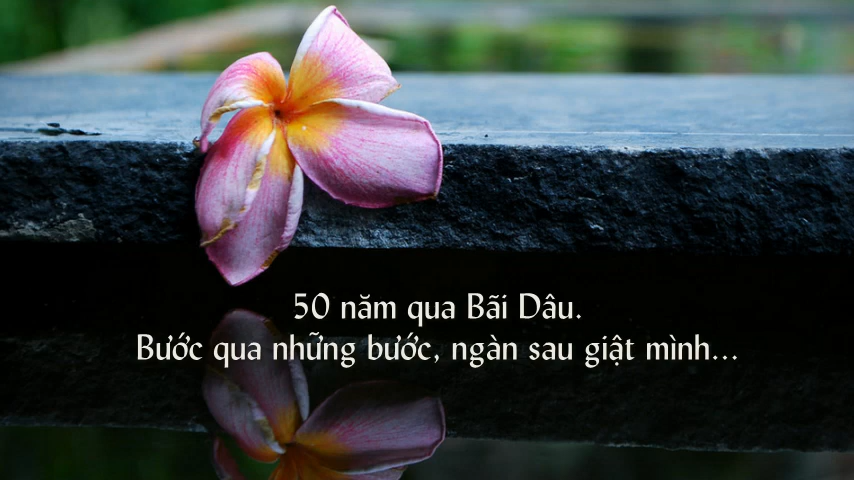 50 năm qua Bãi Dâu.
Bước qua những bước, ngàn sau giật mình...